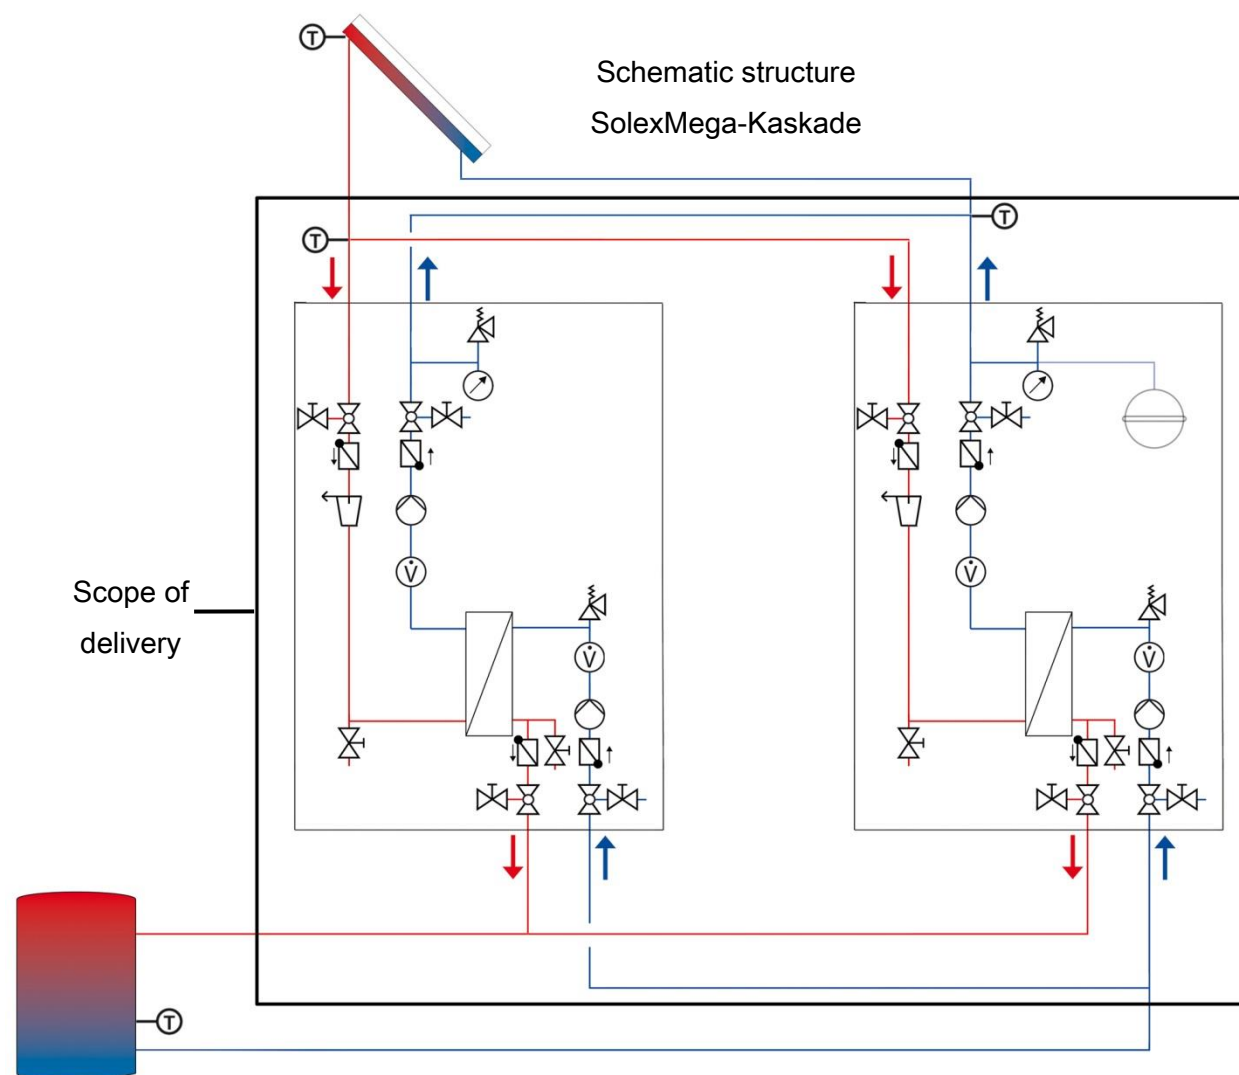 T
Schematic structure
SolexMega-Kaskade
T
T
V̇
V̇
Scope of
delivery
V̇
V̇
T